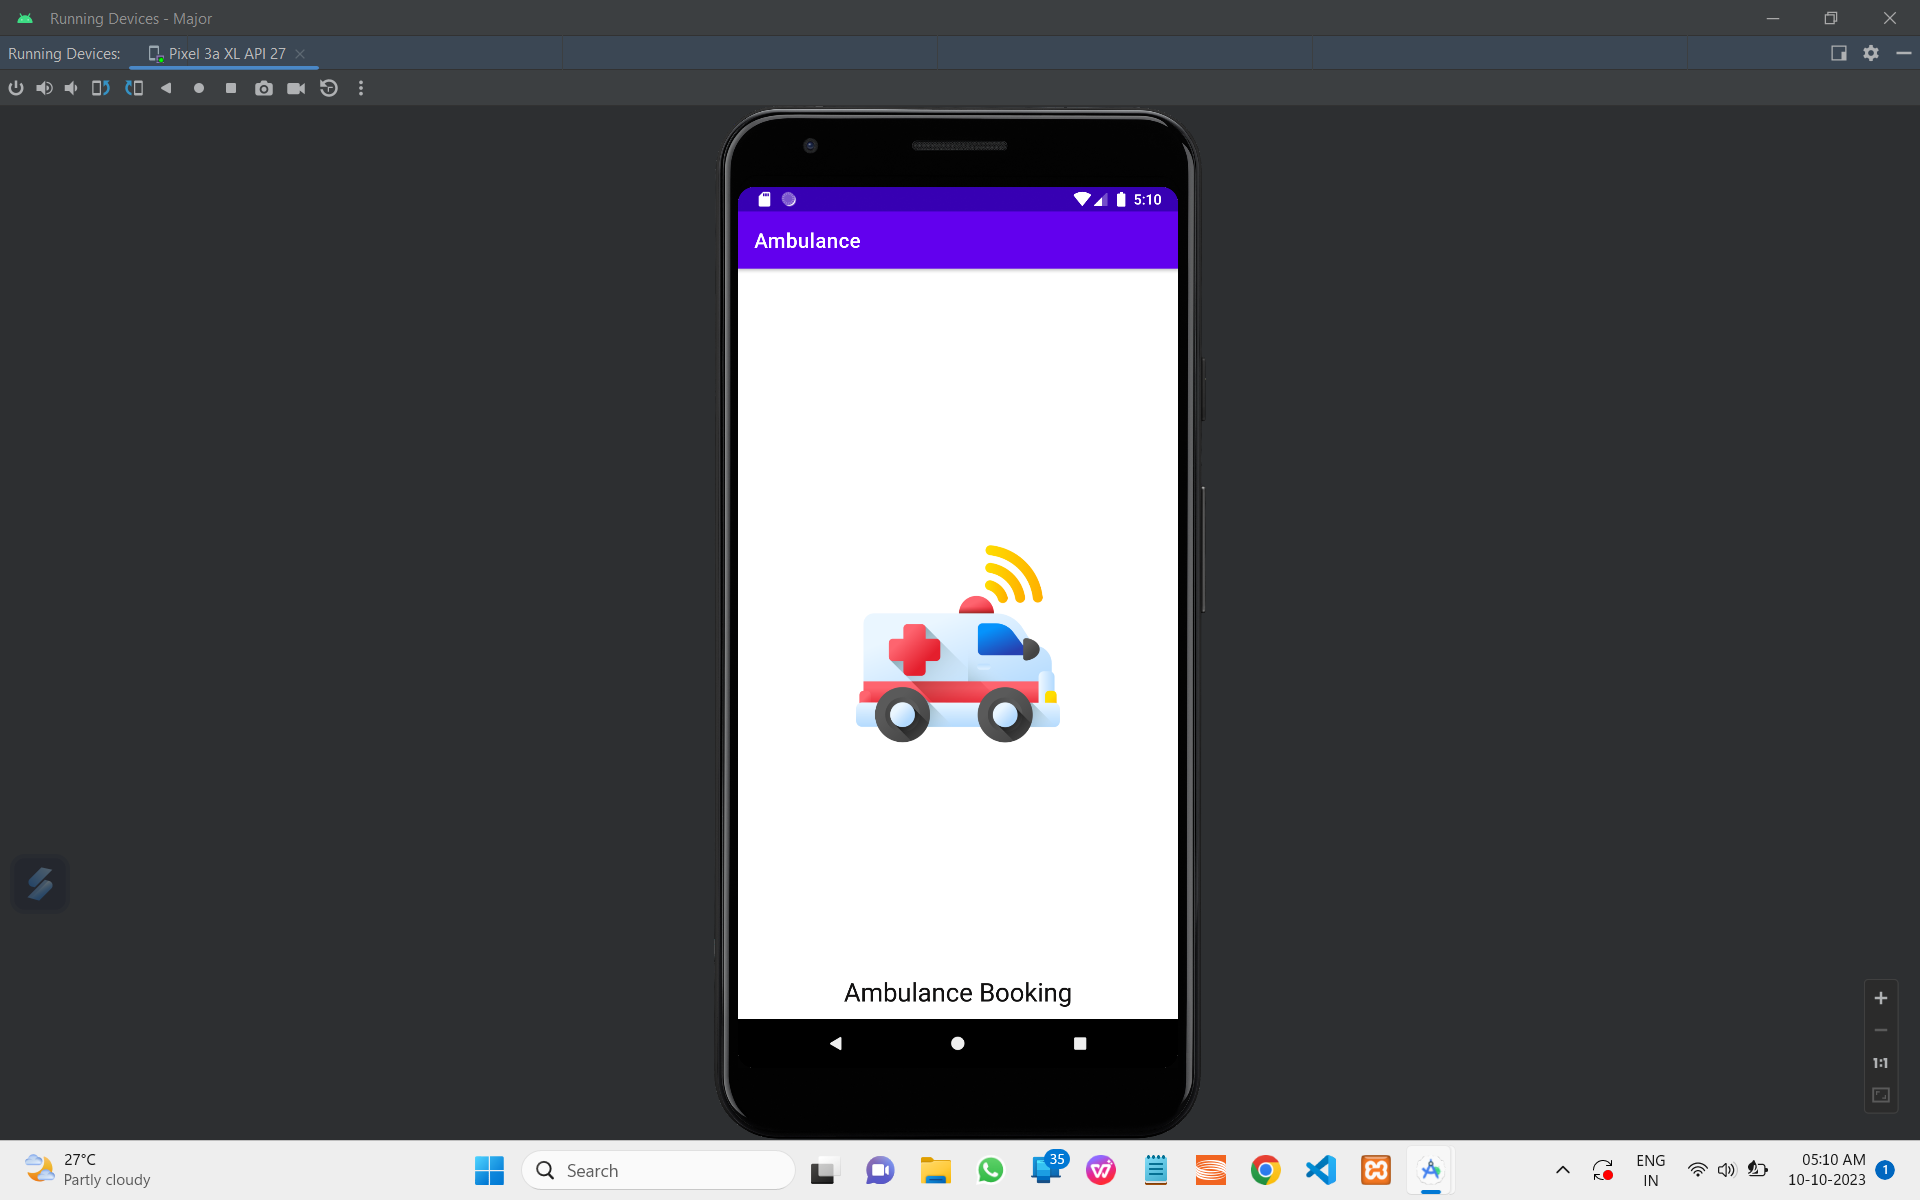 Running Devices - Major
Running Devices:
Pixel 3a XL API 27
5:10
Ambulance
Ambulance Booking
1:1
27°C
Partly cloudy
Search
35
ENG
IN
05:10 AM
10-10-2023
1